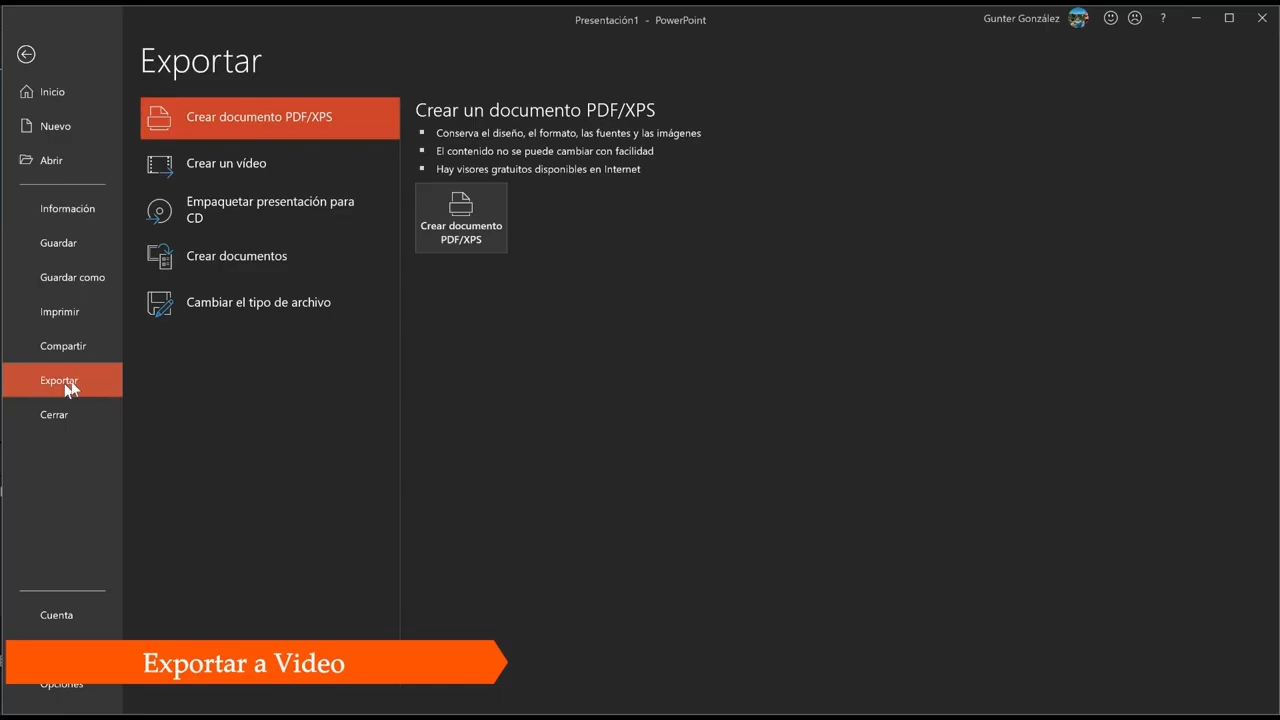 Presentación1 - PowerPoint
Gunter González
?
Exportar
Inicio
Nuevo
Abrir
Información
Guardar
Guardar como
Imprimir
Compartir
Exportar
Cerrar
Cuenta
Opciones
Crear documento PDF/XPS
Crear un vídeo
Empaquetar presentación para
CD
Crear documentos
Cambiar el tipo de archivo
Crear un documento PDF/XPS
Conserva el diseño, el formato, las fuentes y las imágenes
El contenido no se puede cambiar con facilidad
Hay visores gratuitos disponibles en Internet
Crear documento
PDF/XPS
Exportar a Video